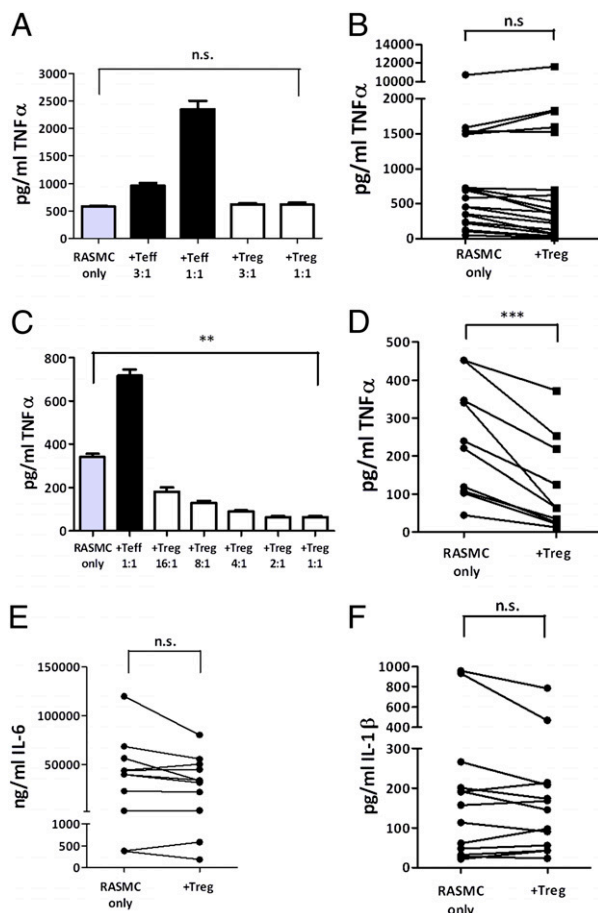 A
n.s.
pg/ml TNFα
3000
2500
2000
1500
1000
500
0
RASMC only
+Teff 3:1
+Teff 1:1
+Treg 3:1
+Treg 1:1
B
n.s
pg/ml TNFα
14000
12000
10000
2000
1500
1000
500
0
RASMC only
+Treg
C
**
pg/ml TNFα
800
600
400
200
0
RASMC only
+Teff 1:1
+Treg 16:1
+Treg 8:1
+Treg 4:1
+Treg 2:1
+Treg 1:1
D
***
pg/ml TNFα
500
400
300
200
100
0
RASMC only
+Treg
E
n.s.
ng/ml IL-6
150000
100000
50000
1000
500
0
RASMC only
+Treg
F
n.s.
pg/ml IL-1β
1000
800
600
400
300
200
100
0
RASMC only
+Treg